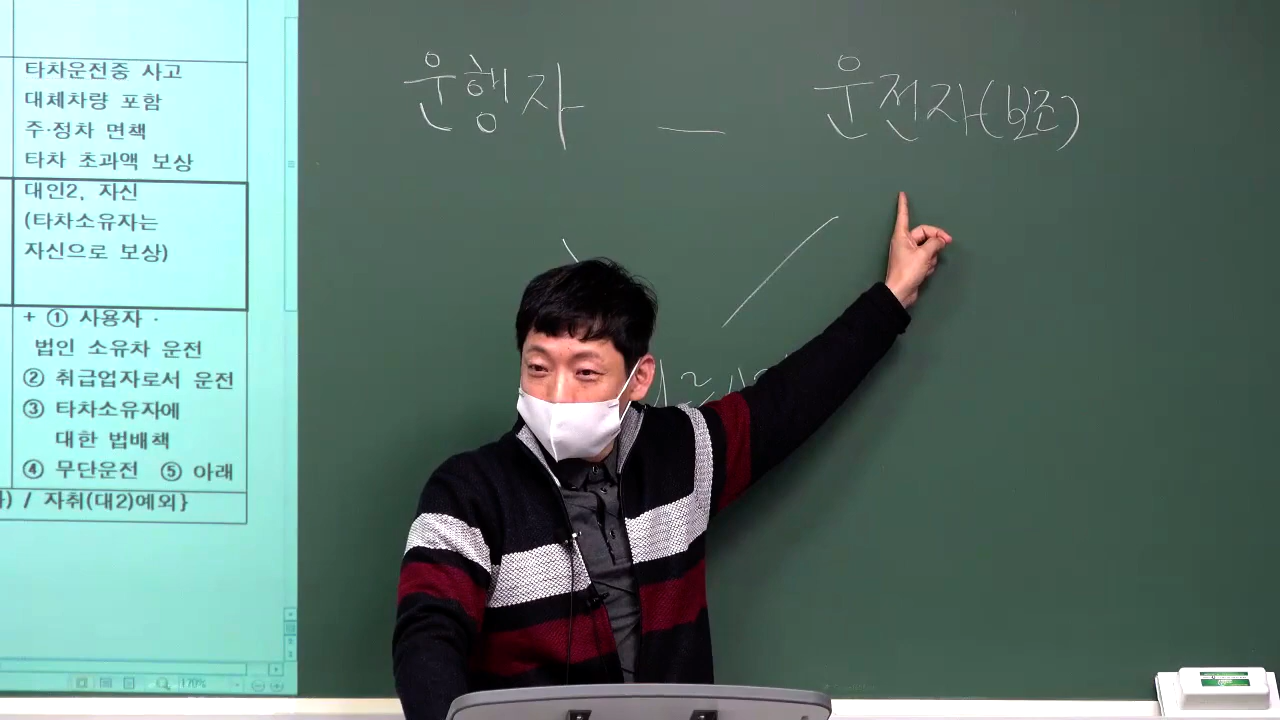 타차운전중 사고
대체차량 포함
주·정차 면책
타차 초과액 보상
대인2, 자신
(타차소유자는
자신으로 보상)
+ ① 사용자 ·
법인 소유차 운전
② 취급업자로서 운전
③ 타차소유자에
대한 법배책
④ 무단운전 ⑤ 아래
) / 자취(대2)예외}
170%
운행자 — 운전자(보조)